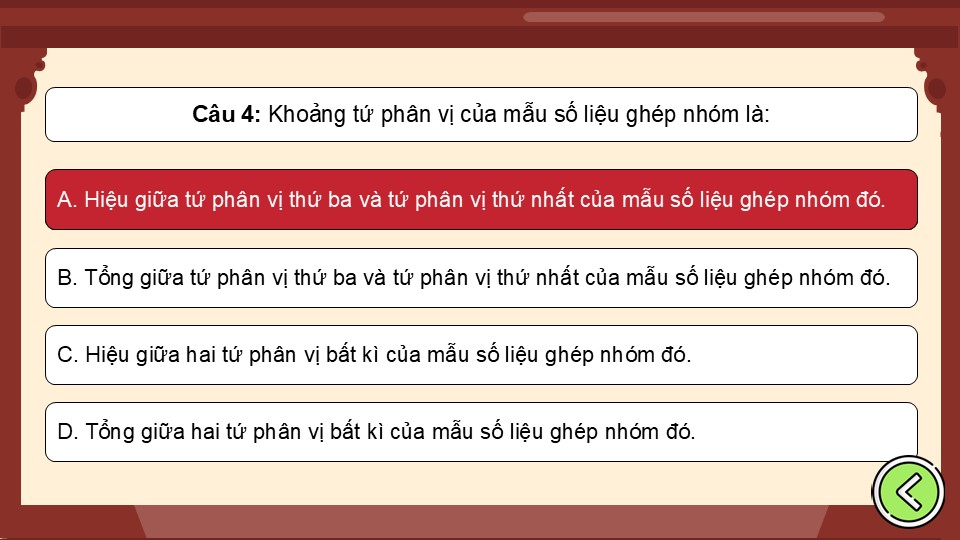 Câu 4: Khoảng tứ phân vị của mẫu số liệu ghép nhóm là:
A. Hiệu giữa tứ phân vị thứ ba và tứ phân vị thứ nhất của mẫu số liệu ghép nhóm đó.
B. Tổng giữa tứ phân vị thứ ba và tứ phân vị thứ nhất của mẫu số liệu ghép nhóm đó.
C. Hiệu giữa hai tứ phân vị bất kì của mẫu số liệu ghép nhóm đó.
D. Tổng giữa hai tứ phân vị bất kì của mẫu số liệu ghép nhóm đó.